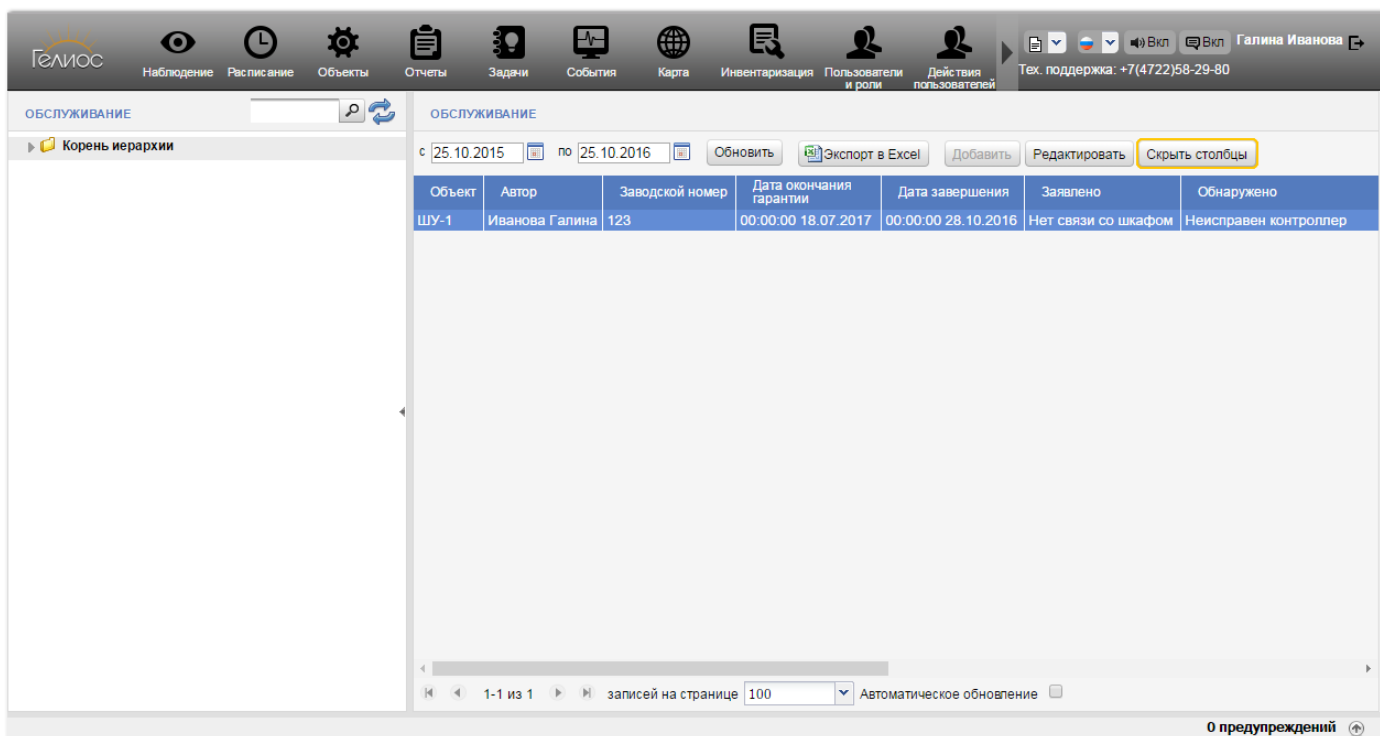 Гелиос
Наблюдение Расписание Объекты Отчеты Задачи События Карта Инвентаризация Пользователи и роли Действия пользователей
Вкл Вкл Галина Иванова
Тех. поддержка: +7(4722)58-29-80
ОБСЛУЖИВАНИЕ
Корень иерархии
ОБСЛУЖИВАНИЕ
с 25.10.2015 по 25.10.2016 Обновить Экспорт в Excel Добавить Редактировать Скрыть столбцы
Объект Автор Заводской номер Дата окончания гарантии Дата завершения Заявлено Обнаружено
ШУ-1 Иванова Галина 123 00:00:00 18.07.2017 00:00:00 28.10.2016 Нет связи со шкафом Неисправен контроллер
1-1 из 1 записей на странице 100 Автоматическое обновление
0 предупреждений